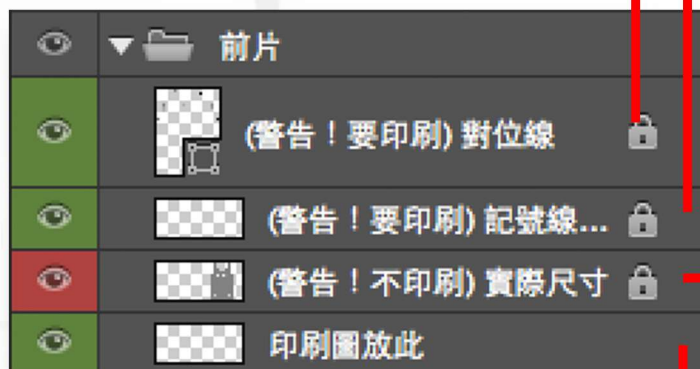 前片
(警告！要印刷) 對位線
(警告！要印刷) 記號線...
(警告！不印刷) 實際尺寸
印刷圖放此